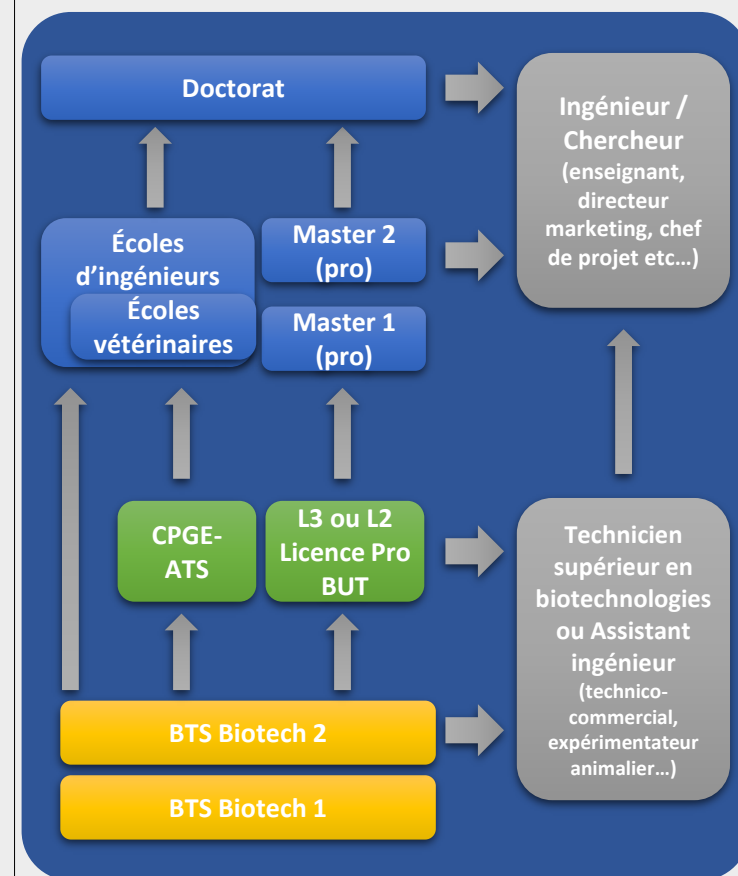 Doctorat
Ingénieur /
Chercheur
(enseignant,
directeur
marketing, chef
de projet etc…)
Écoles
d'ingénieurs
Écoles
vétérinaires
Master 2
(pro)
Master 1
(pro)
CPGE-
ATS
L3 ou L2
Licence Pro
BUT
Technicien
supérieur en
biotechnologies
ou Assistant
ingénieur
(technico-
commercial,
expérimentateur
animalier…)
BTS Biotech 2
BTS Biotech 1